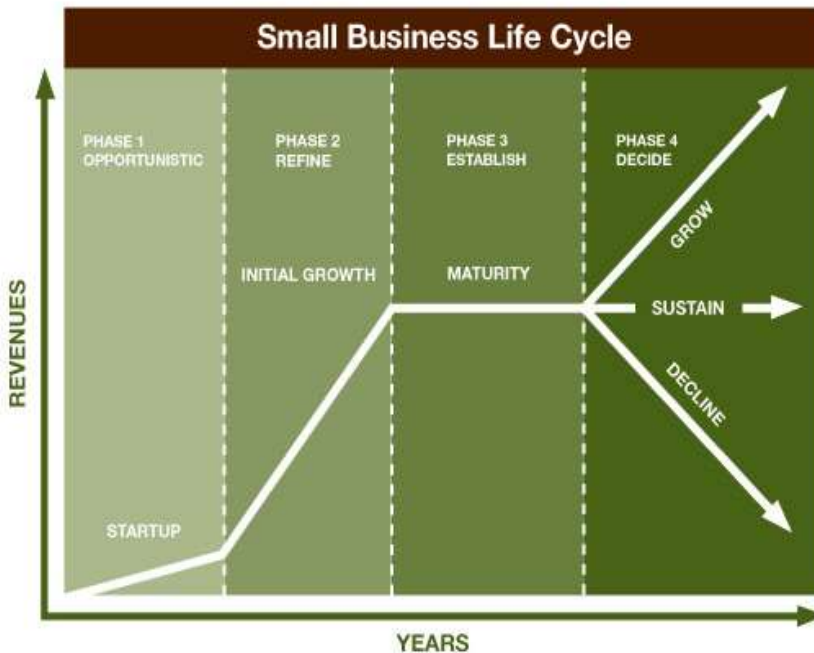 Small Business Life Cycle
PHASE 1
OPPORTUNISTIC
PHASE 2
REFINE
PHASE 3
ESTABLISH
PHASE 4
DECIDE
GROW
INITIAL GROWTH
MATURITY
SUSTAIN
DECLINE
STARTUP
REVENUES
YEARS